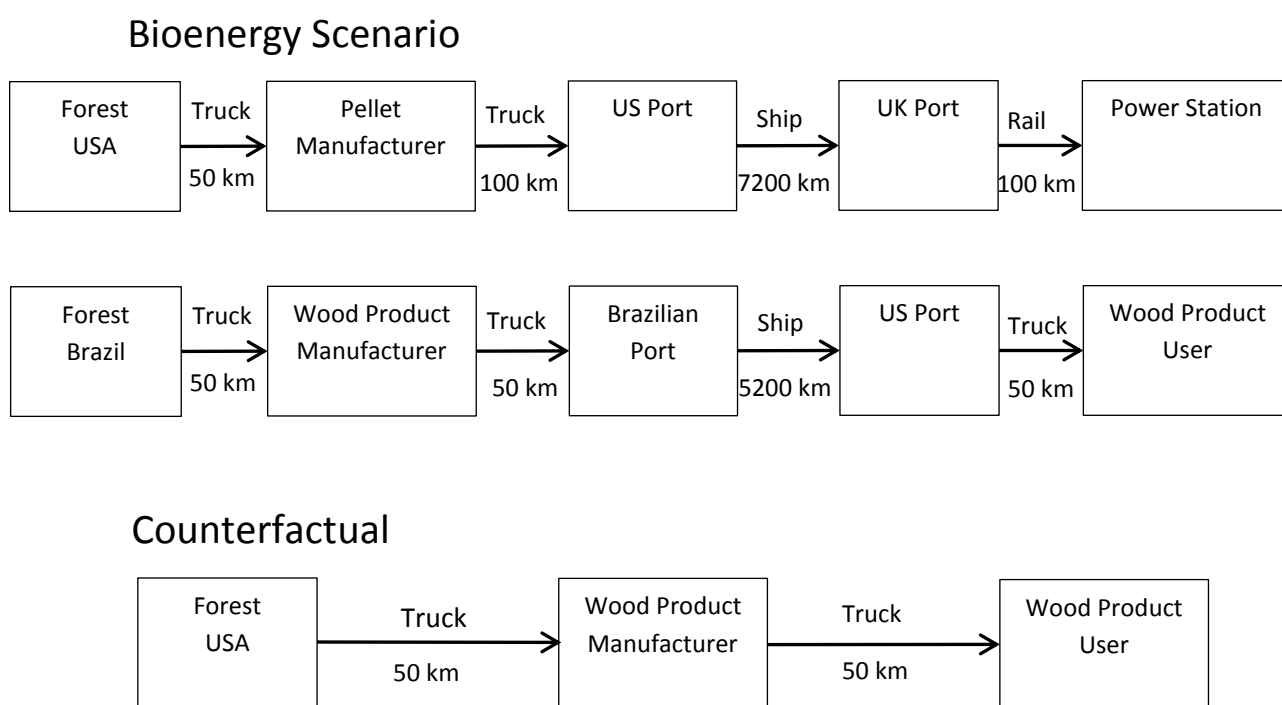 Bioenergy Scenario
Forest
USA
Truck
50 km
Pellet
Manufacturer
Truck
100 km
US Port
Ship
7200 km
UK Port
Rail
100 km
Power Station
Forest
Brazil
Truck
50 km
Wood Product
Manufacturer
Truck
50 km
Brazilian
Port
Ship
5200 km
US Port
Truck
50 km
Wood Product
User
Counterfactual
Forest
USA
Truck
50 km
Wood Product
Manufacturer
Truck
50 km
Wood Product
User